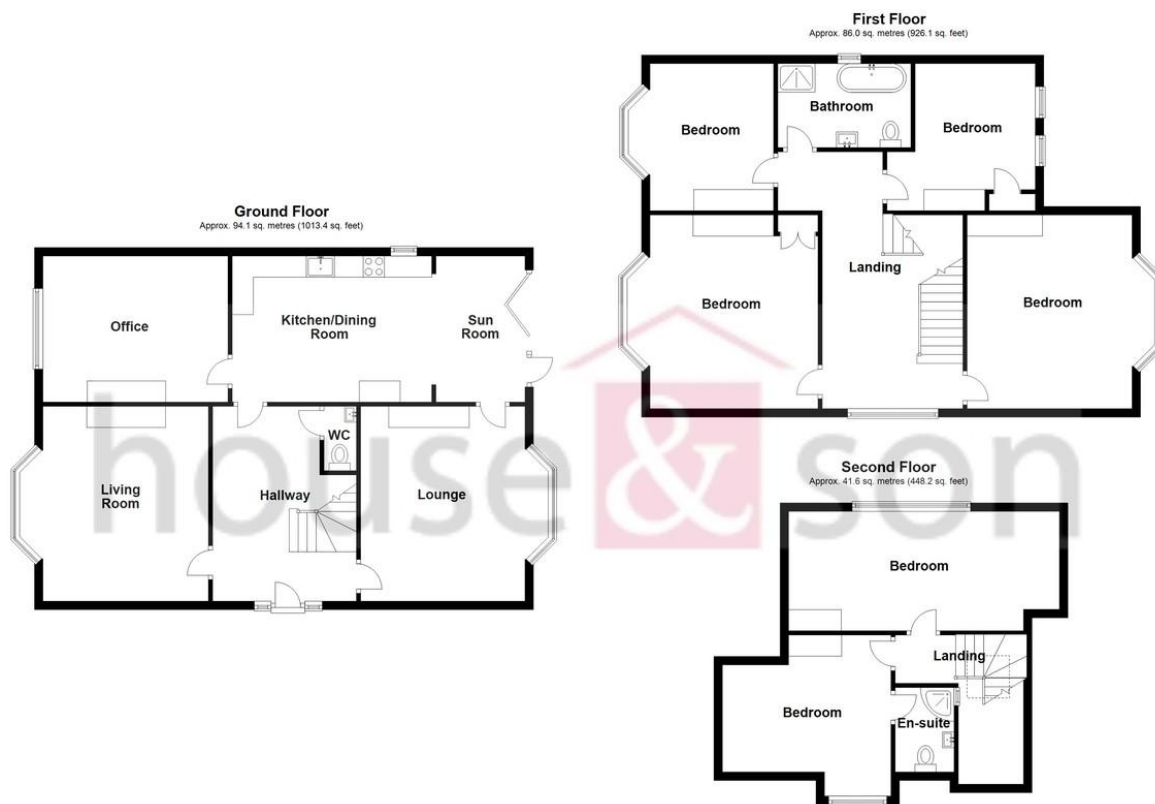 First Floor
Approx. 86.0 sq. metres (926.1 sq. feet)
Bedroom
Bathroom
Bedroom
Bedroom
Landing
Bedroom
Ground Floor
Approx. 94.1 sq. metres (1013.4 sq. feet)
Office
Kitchen/Dining
Room
Sun
Room
Living
Room
Hallway
WC
Lounge
Second Floor
Approx. 41.6 sq. metres (448.2 sq. feet)
Bedroom
Landing
Bedroom
En-suite
house & son